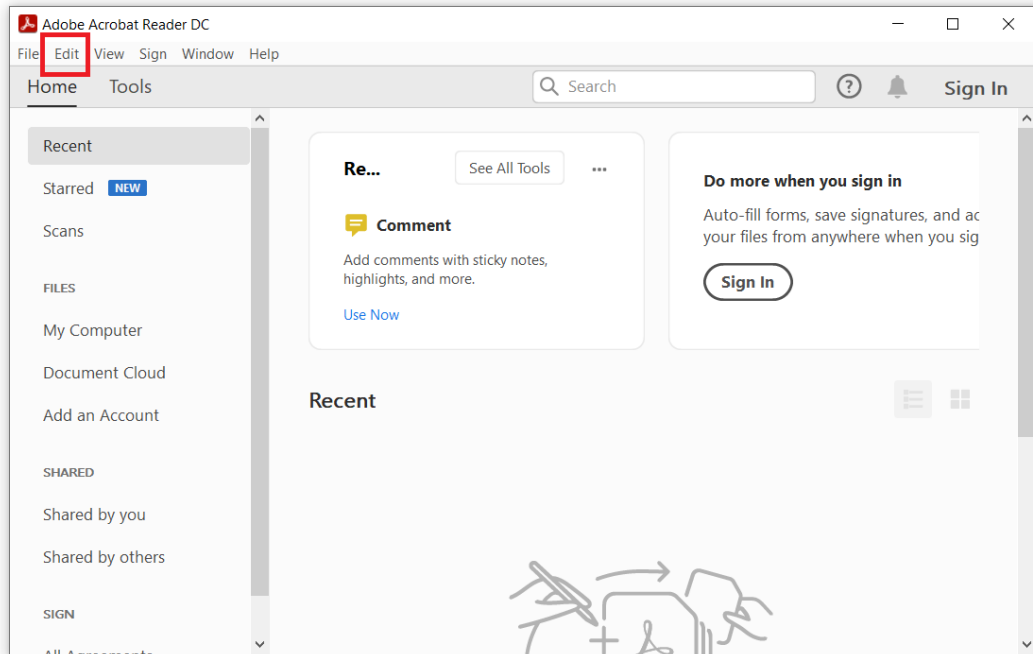 Adobe Acrobat Reader DC
File Edit View Sign Window Help
Home Tools Search Sign In
Recent
Starred NEW
Scans
FILES
My Computer
Document Cloud
Add an Account
SHARED
Shared by you
Shared by others
SIGN
All Agreements
Re... See All Tools
Comment
Add comments with sticky notes,
highlights, and more.
Use Now
Do more when you sign in
Auto-fill forms, save signatures, and ac
your files from anywhere when you sig
Sign In
Recent